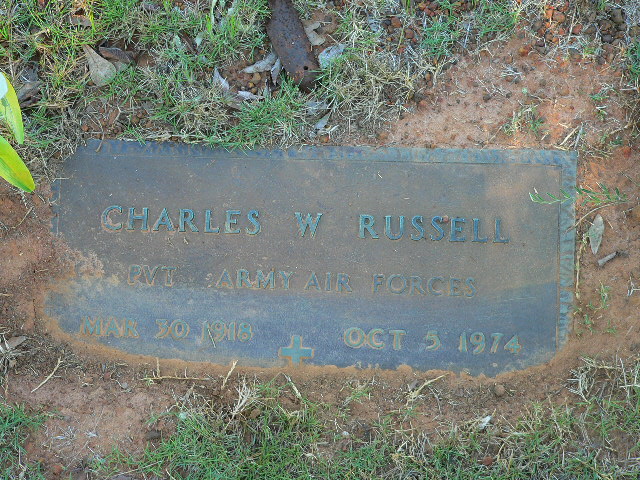 CHARLES W RUSSELL
PVT ARMY AIR FORCES
MAR 30 1918 OCT 5 1974